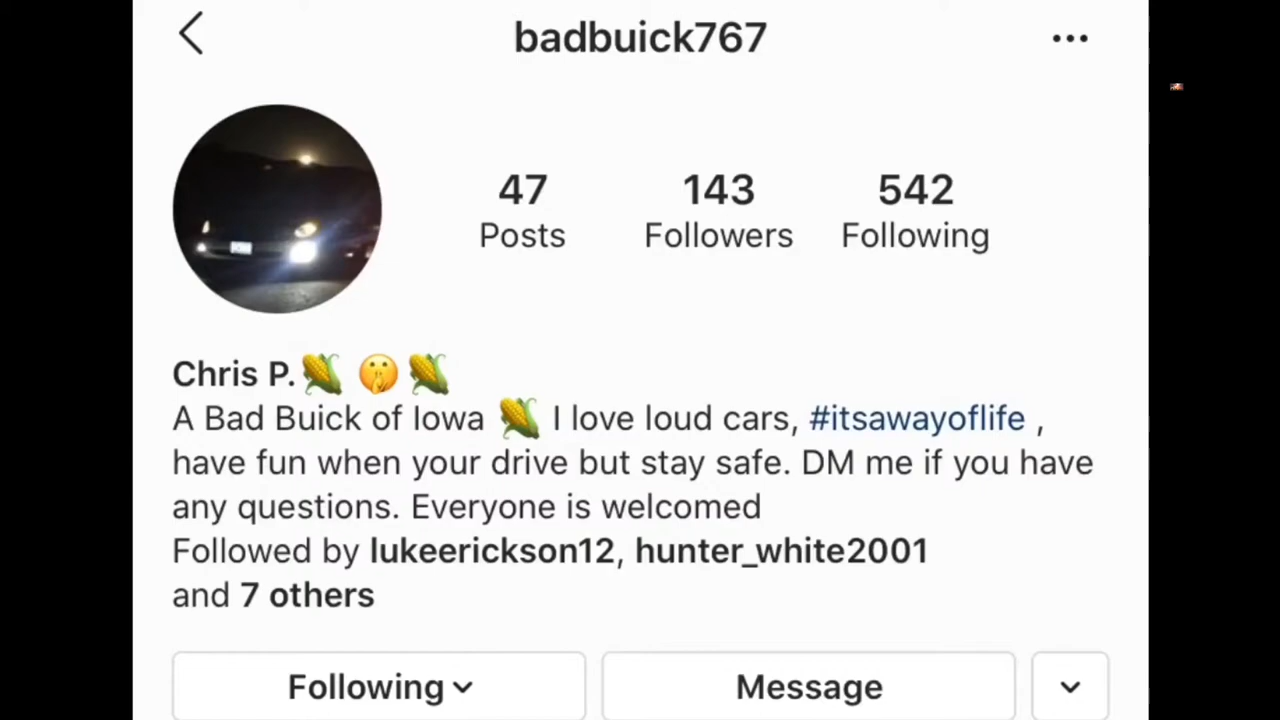 badbuick767
47 143 542
Posts Followers Following
Chris P.🌽 🤫 🌽
A Bad Buick of Iowa 🌽 I love loud cars, #itsawayoflife ,
have fun when your drive but stay safe. DM me if you have
any questions. Everyone is welcomed
Followed by lukeerickson12, hunter_white2001
and 7 others
Following Message